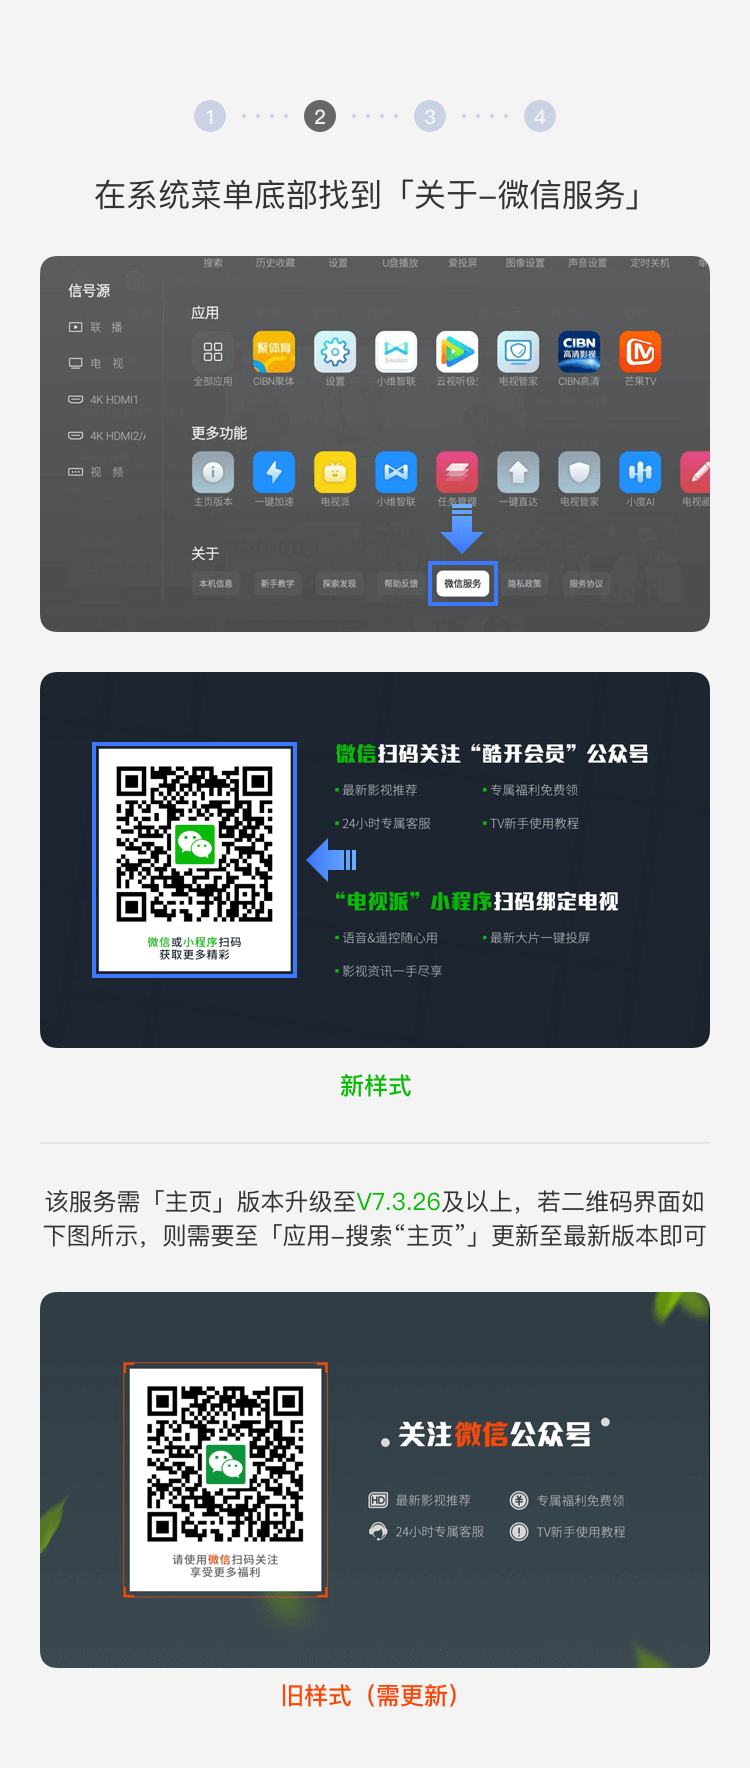 1
2
3
4
在系统菜单底部找到「关于-微信服务」
搜索 历史收藏 设置 U盘播放 爱投屏 图像设置 声音设置 定时关机
信号源
联播
电视
4K HDMI1
4K HDMI2/
视频
应用
聚体育
Swaiot
CIBN
高清影视
全部应用 CIBN聚体 设置 小维智联 云视听极 电视管家 CIBN高清 芒果TV
更多功能
主页版本 一键加速 电视派 小维智联 任务管理 一键直达 电视管家 小度AI 电视画
关于
本机信息 新手教学 探索发现 帮助反馈 微信服务 隐私政策 服务协议
微信扫码关注“酷开会员”公众号
最新影视推荐 专属福利免费领
24小时专属客服 TV新手使用教程
“电视派”小程序扫码绑定电视
语音&遥控随心用 最新大片一键投屏
影视资讯一手尽享
微信或小程序扫码
获取更多精彩
新样式
该服务需「主页」版本升级至V7.3.26及以上，若二维码界面如
下图所示，则需要至「应用-搜索“主页”」更新至最新版本即可
关注微信公众号
HD 最新影视推荐 专属福利免费领
24小时专属客服 TV新手使用教程
请使用微信扫码关注
享受更多福利
旧样式（需更新）